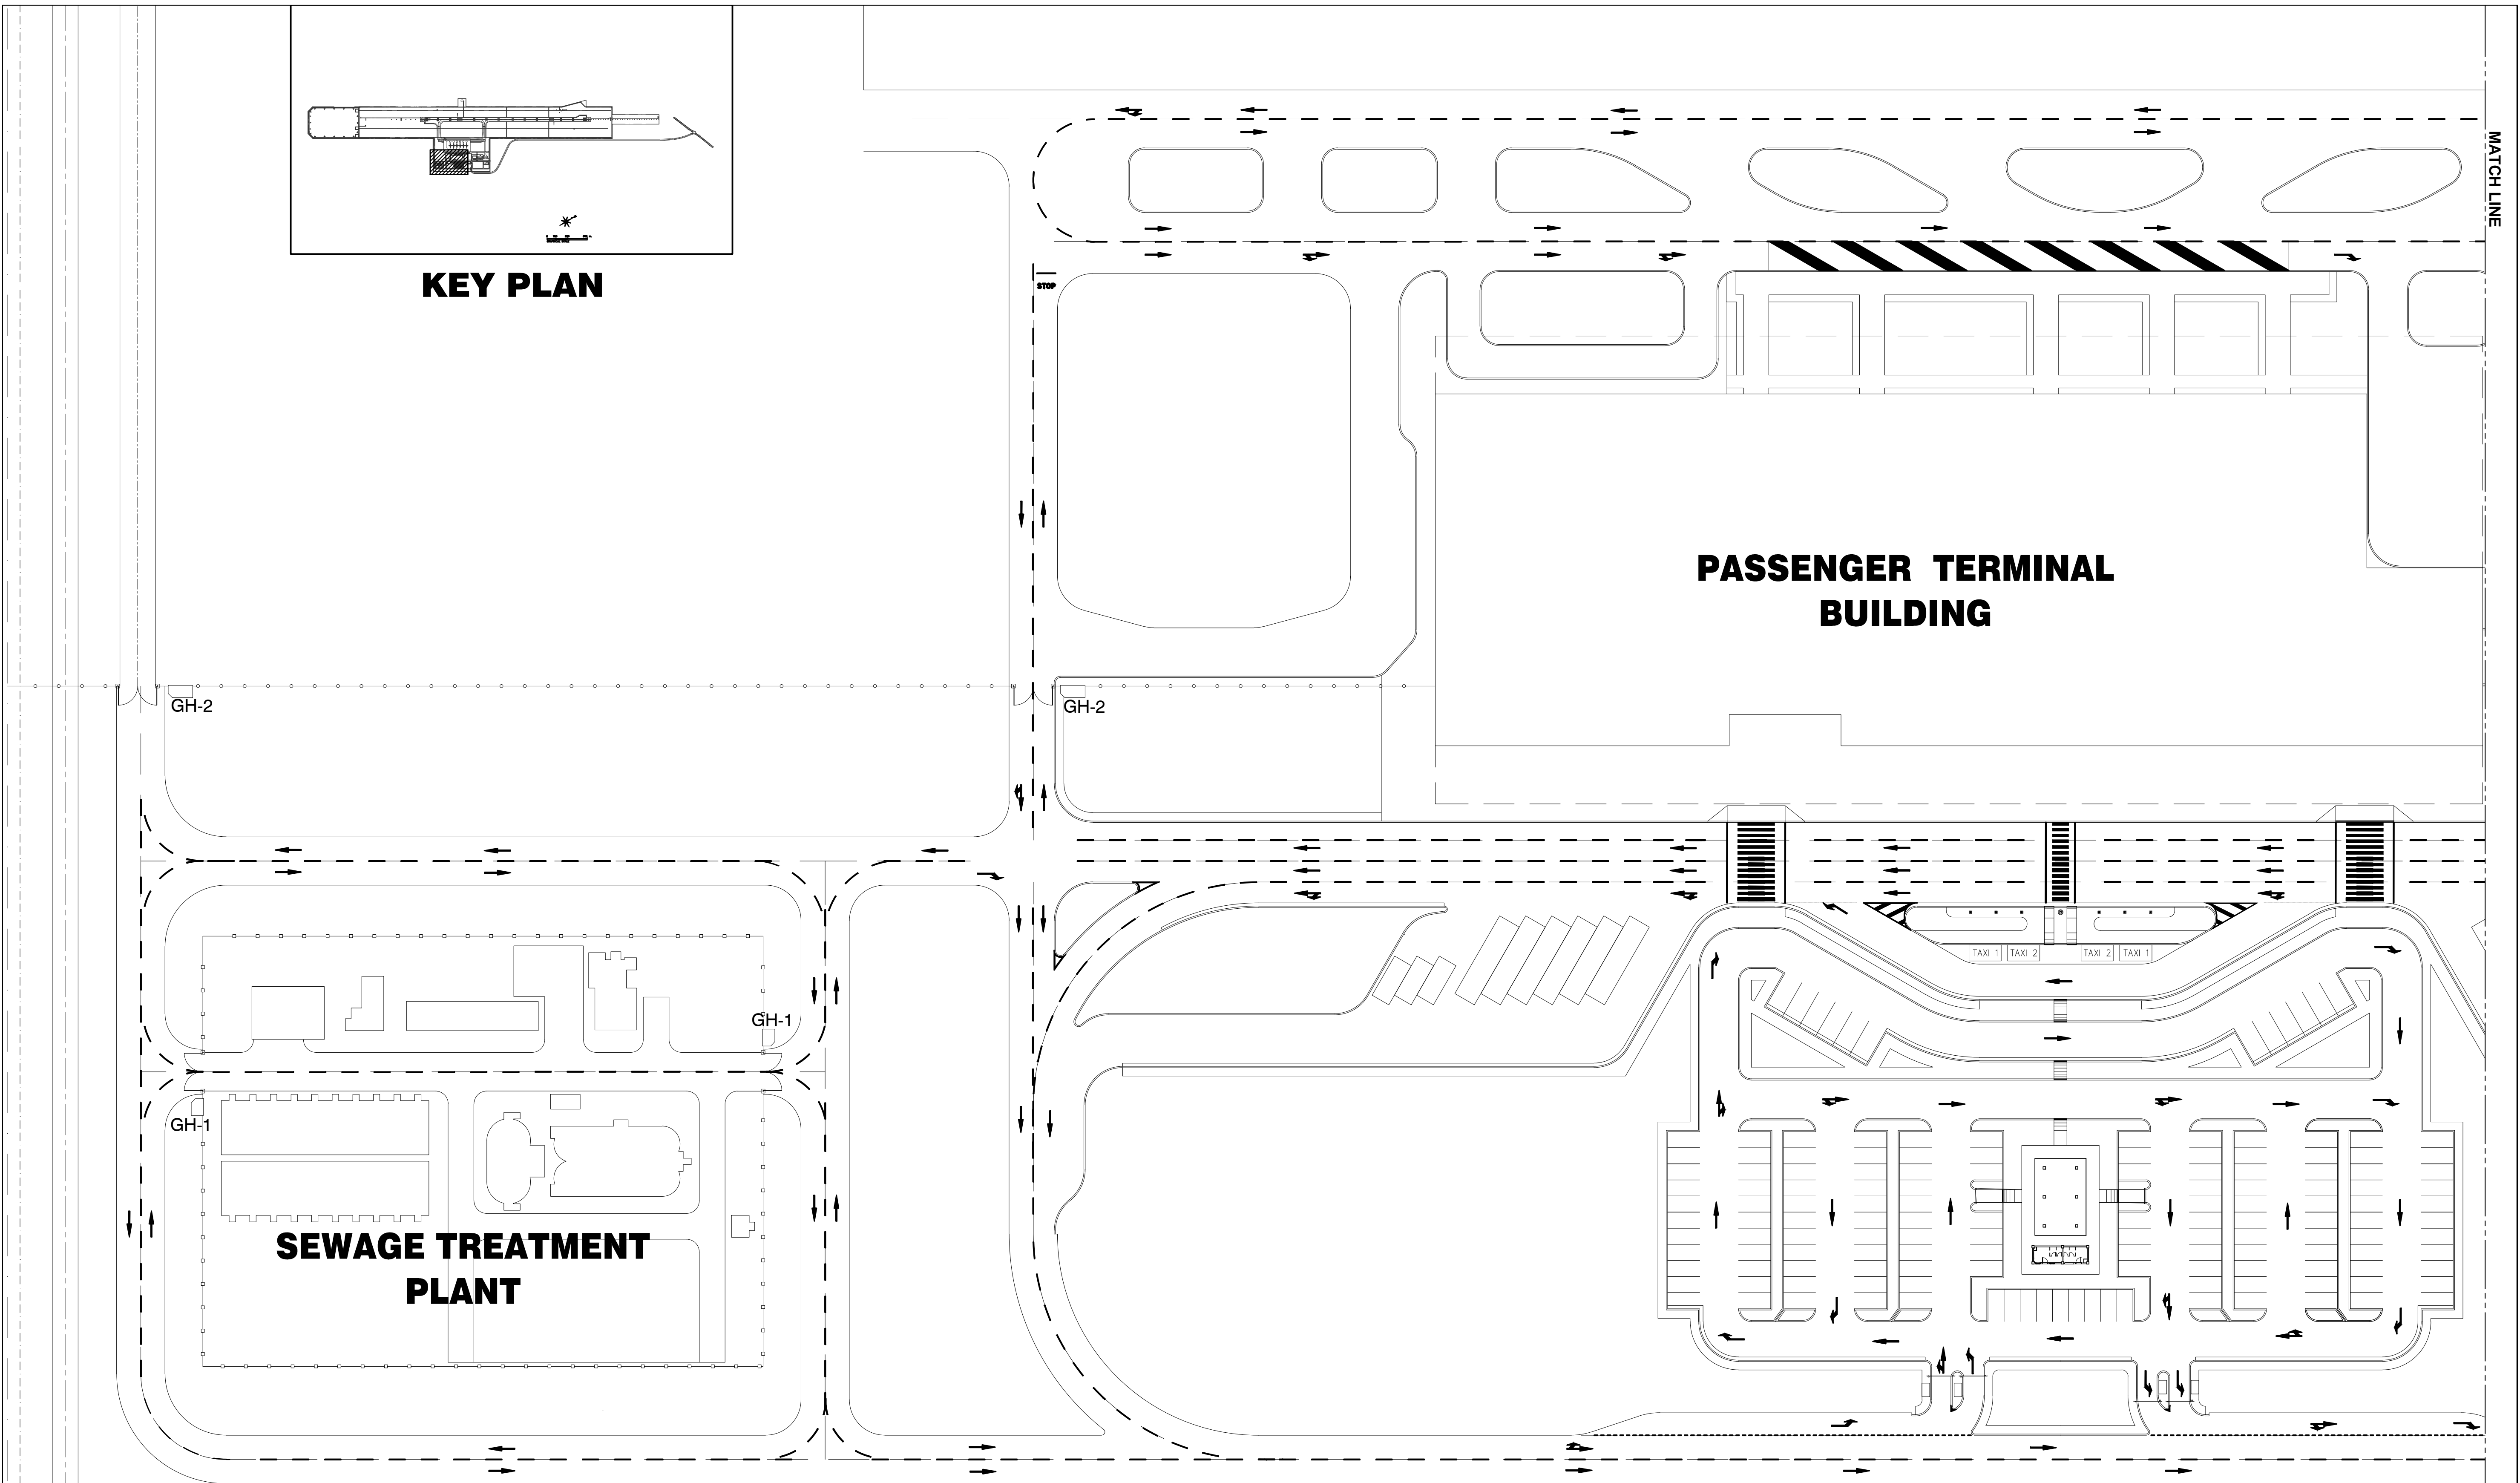 KEY PLAN
MATCH LINE
STOP
PASSENGER TERMINAL
BUILDING
GH-2
GH-2
TAXI 1
TAXI 2
TAXI 2
TAXI 1
GH-1
GH-1
SEWAGE TREATMENT
PLANT